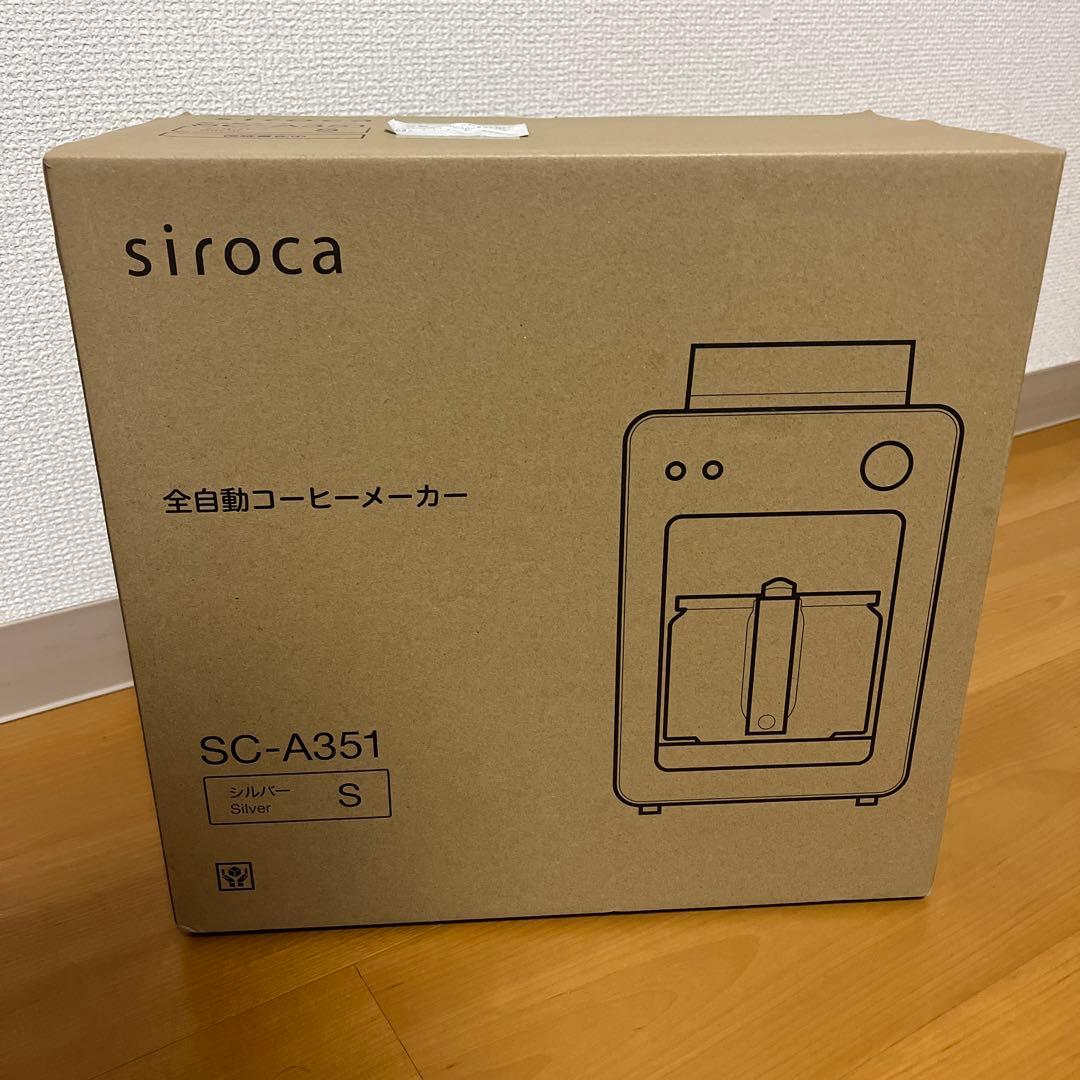 siroca
全自動コーヒーメーカー
SC-A351
シルバー
Silver
S